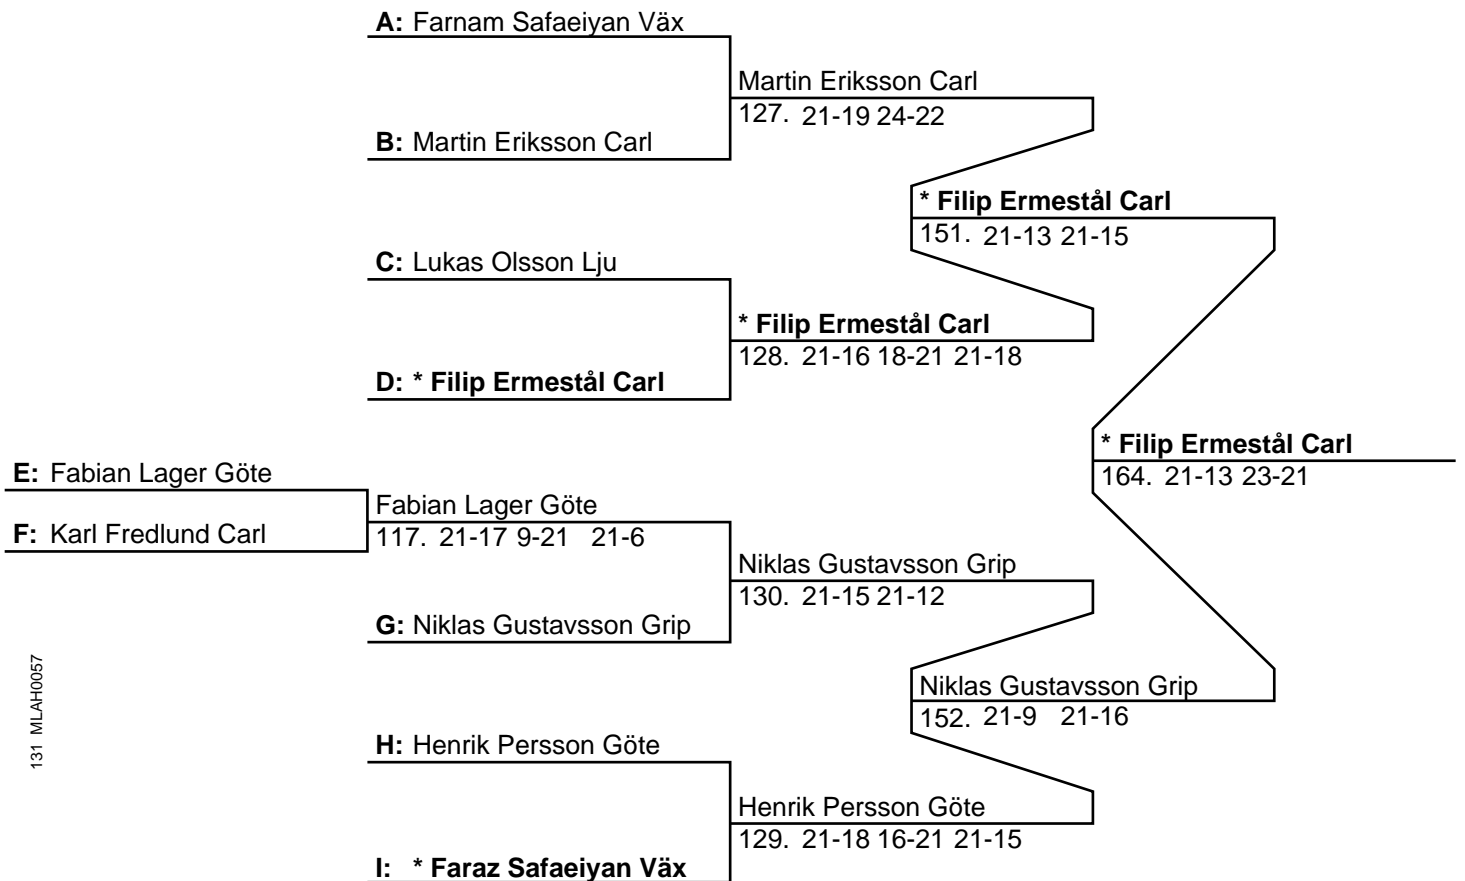 A: Farnam Safaeiyan Väx
Martin Eriksson Carl
127. 21-19 24-22
B: Martin Eriksson Carl
* Filip Ermestål Carl
151. 21-13 21-15
C: Lukas Olsson Lju
* Filip Ermestål Carl
128. 21-16 18-21 21-18
D: * Filip Ermestål Carl
* Filip Ermestål Carl
164. 21-13 23-21
E: Fabian Lager Göte
Fabian Lager Göte
117. 21-17 9-21 21-6
F: Karl Fredlund Carl
Niklas Gustavsson Grip
130. 21-15 21-12
G: Niklas Gustavsson Grip
Niklas Gustavsson Grip
152. 21-9 21-16
H: Henrik Persson Göte
Henrik Persson Göte
129. 21-18 16-21 21-15
I: * Faraz Safaeiyan Väx
131 MLAH0057